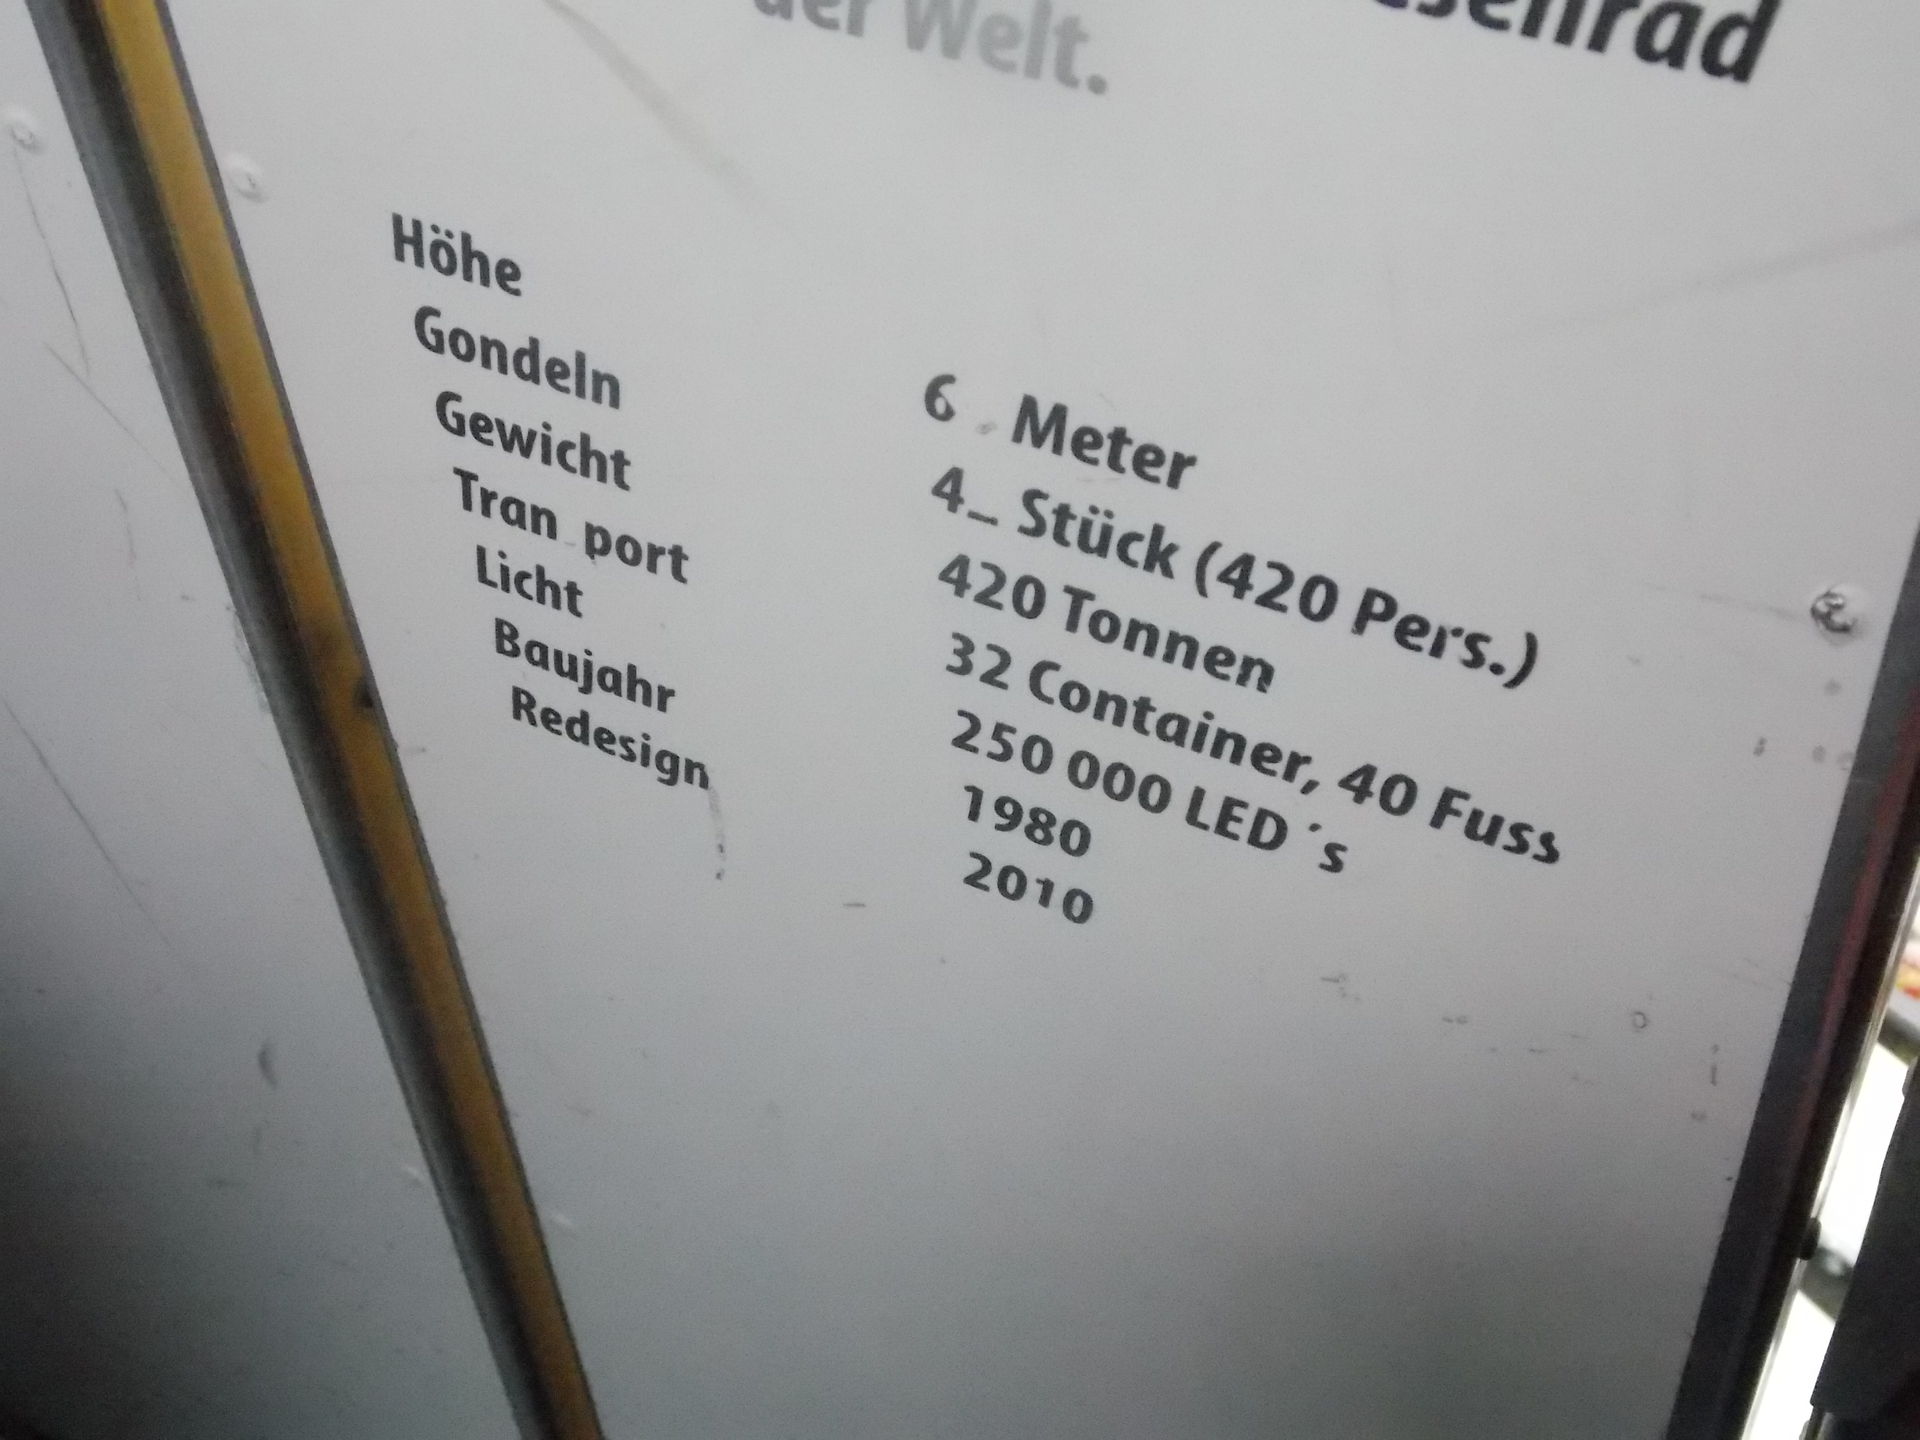 der Welt.
Höhe
6 Meter
Gondeln
4_ Stück (420 Pers.)
Gewicht
420 Tonnen
Tran port
32 Container, 40 Fuss
Licht
250 000 LED´s
Baujahr
1980
Redesign
2010